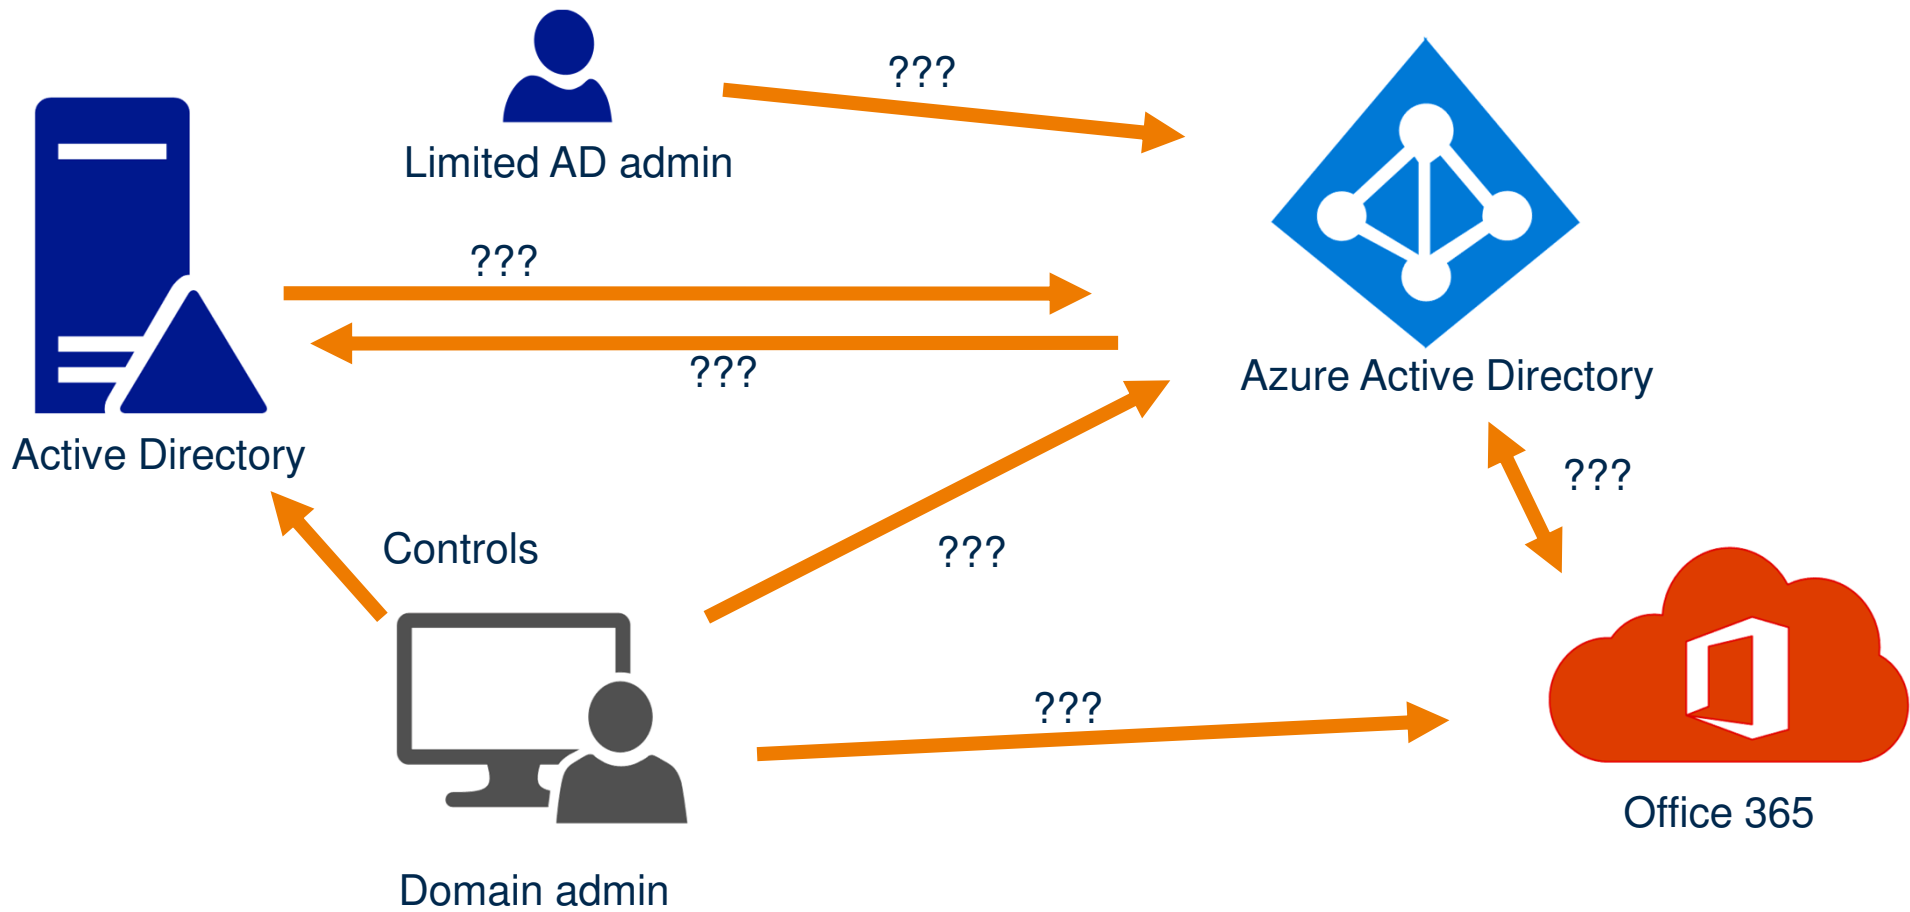 ???
Limited AD admin
???
???
Azure Active Directory
Active Directory
???
Controls
???
???
Office 365
Domain admin